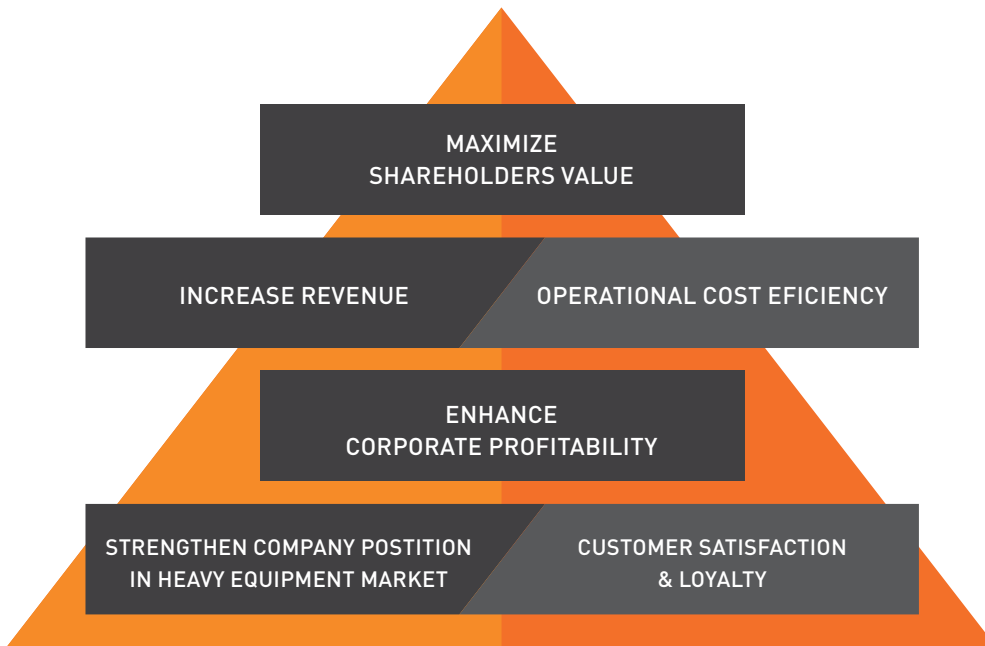 MAXIMIZE
SHAREHOLDERS VALUE
INCREASE REVENUE
OPERATIONAL COST EFICIENCY
ENHANCE
CORPORATE PROFITABILITY
STRENGTHEN COMPANY POSTITION
IN HEAVY EQUIPMENT MARKET
CUSTOMER SATISFACTION
& LOYALTY